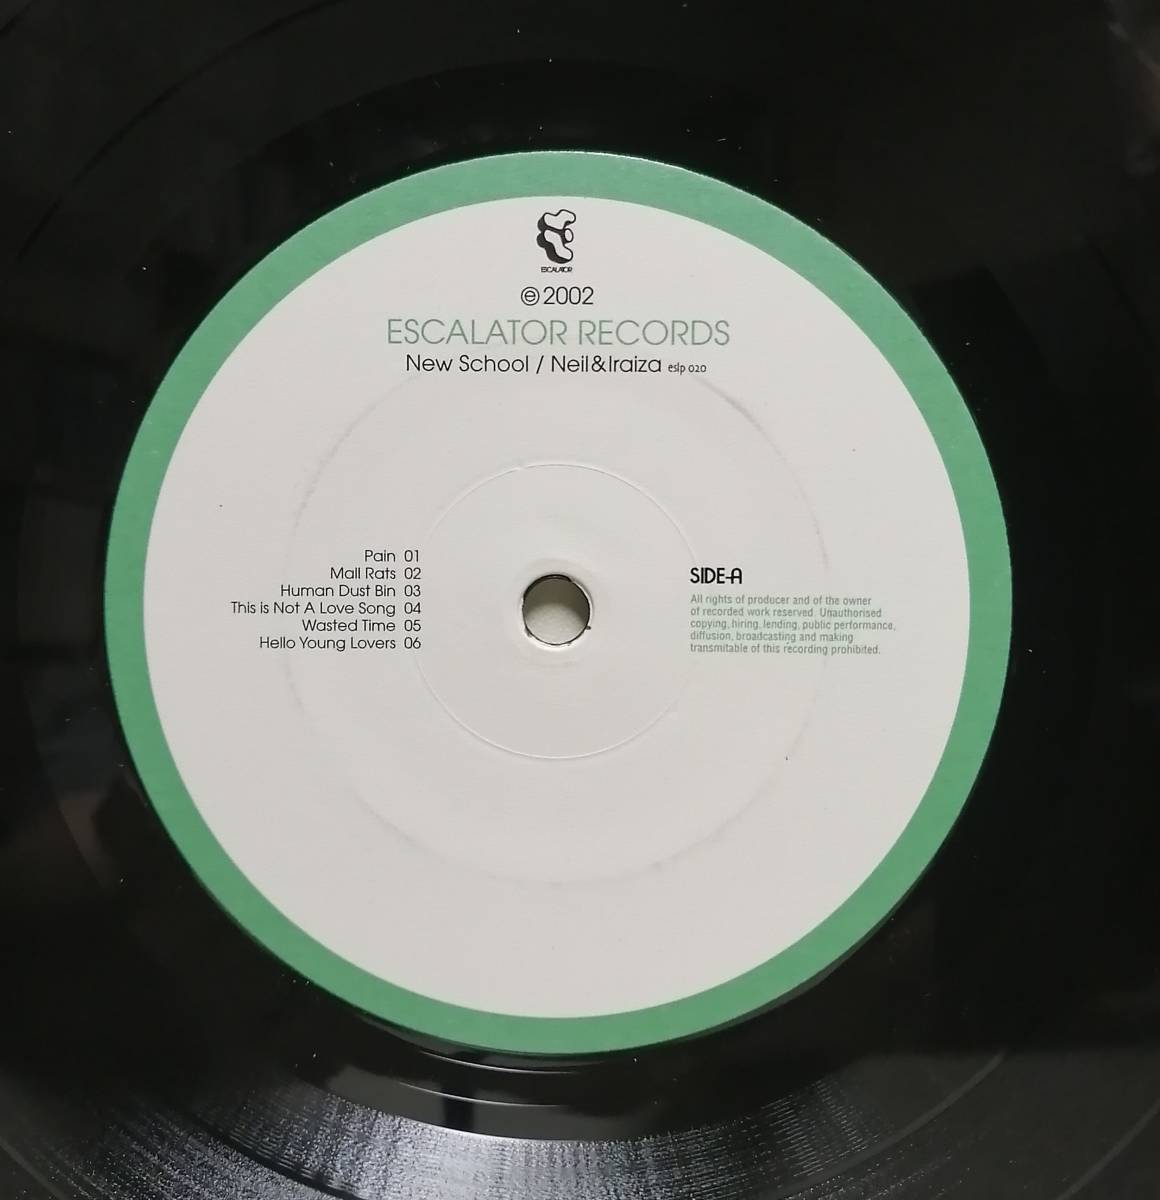 ESCALATOR
ⓔ2002
ESCALATOR RECORDS
New School / Neil&Iraiza eslp 020
Pain 01
Mall Rats 02
Human Dust Bin 03
This is Not A Love Song 04
Wasted Time 05
Hello Young Lovers 06
SIDE-A
All rights of producer and of the owner
of recorded work reserved. Unauthorised
copying, hiring, lending, public performance,
diffusion, broadcasting and making
transmitable of this recording prohibited.